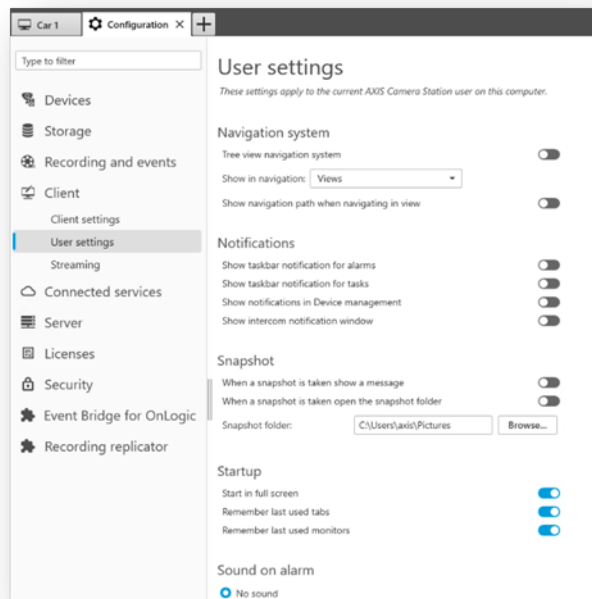 Car 1
Configuration
Type to filter
Devices
Storage
Recording and events
Client
Client settings
User settings
Streaming
Connected services
Server
Licenses
Security
Event Bridge for OnLogic
Recording replicator
User settings
These settings apply to the current AXIS Camera Station user on this computer.
Navigation system
Tree view navigation system
Show in navigation: Views
Show navigation path when navigating in view
Notifications
Show taskbar notification for alarms
Show taskbar notification for tasks
Show notifications in Device management
Show intercom notification window
Snapshot
When a snapshot is taken show a message
When a snapshot is taken open the snapshot folder
Snapshot folder: C:\Users\axis\Pictures Browse...
Startup
Start in full screen
Remember last used tabs
Remember last used monitors
Sound on alarm
No sound